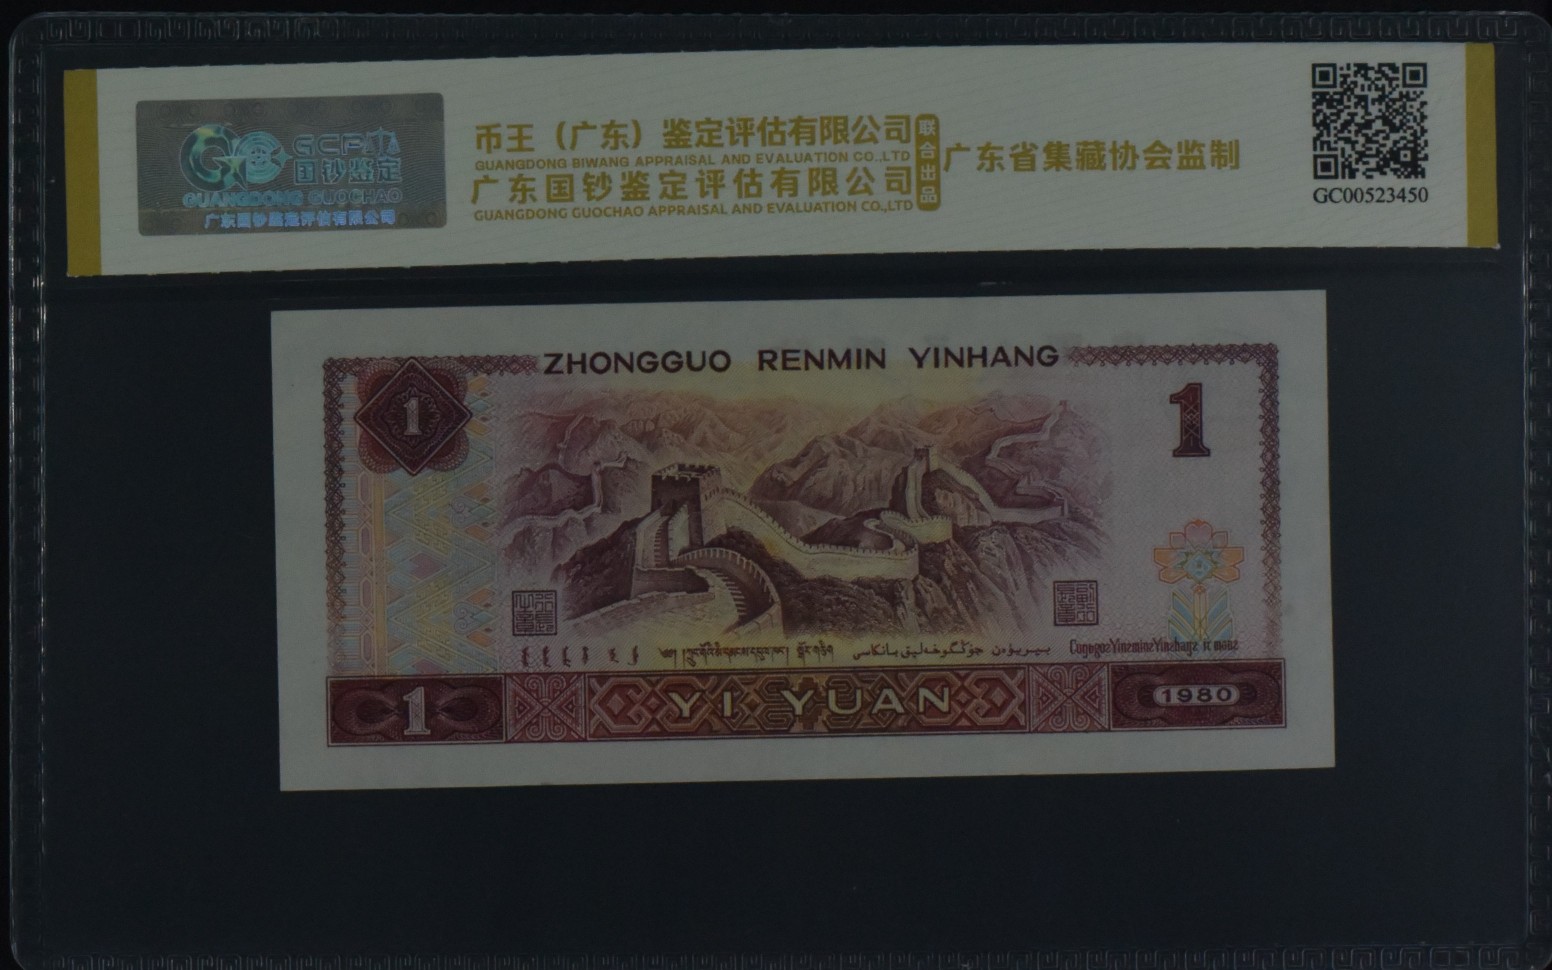 GCPA
国钞鉴定
GUANGDONG GUOCHAO
广东国钞鉴定评估有限公司
币王（广东）鉴定评估有限公司
GUANGDONG BIWANG APPRAISAL AND EVALUATION CO.,LTD
广东国钞鉴定评估有限公司
GUANGDONG GUOCHAO APPRAISAL AND EVALUATION CO.,LTD
联合出品
广东省集藏协会监制
GC00523450
ZHONGGUO RENMIN YINHANG
1
1
1
YI YUAN
1980